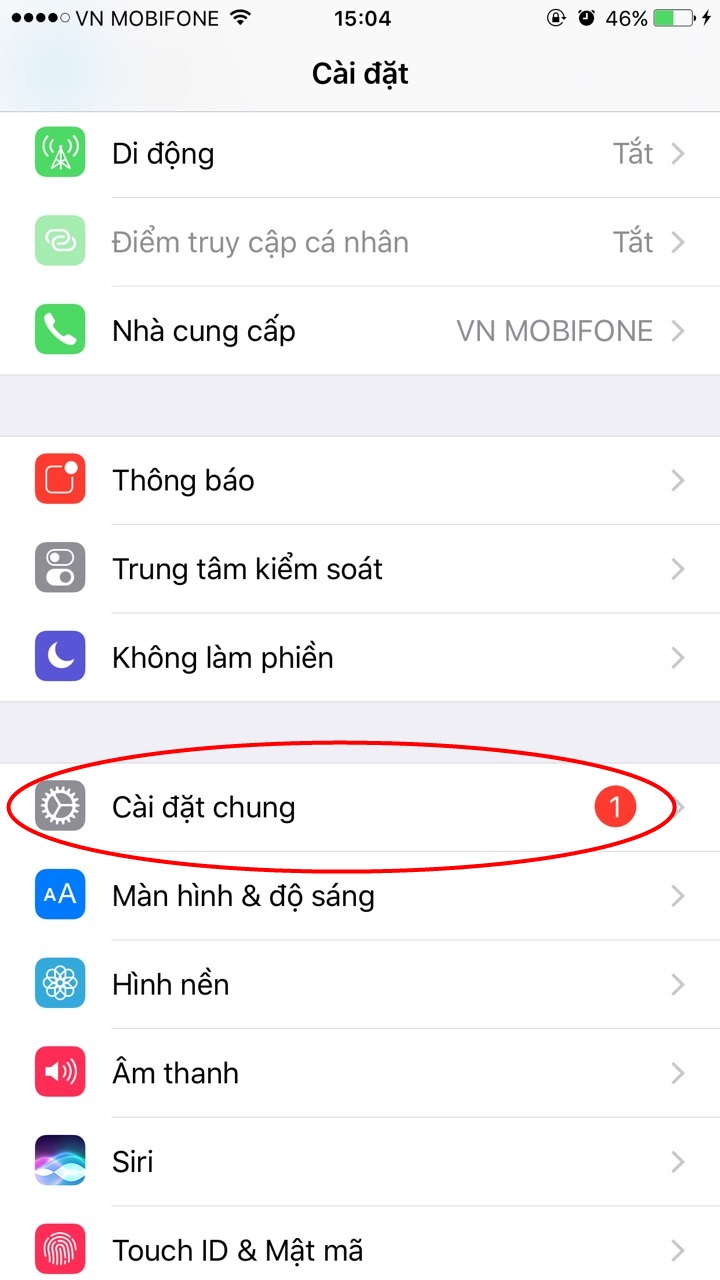 VN MOBIFONE 15:04 46%
Cài đặt
Di động Tắt
Điểm truy cập cá nhân Tắt
Nhà cung cấp VN MOBIFONE
Thông báo
Trung tâm kiểm soát
Không làm phiền
Cài đặt chung 1
AA Màn hình & độ sáng
Hình nền
Âm thanh
Siri
Touch ID & Mật mã